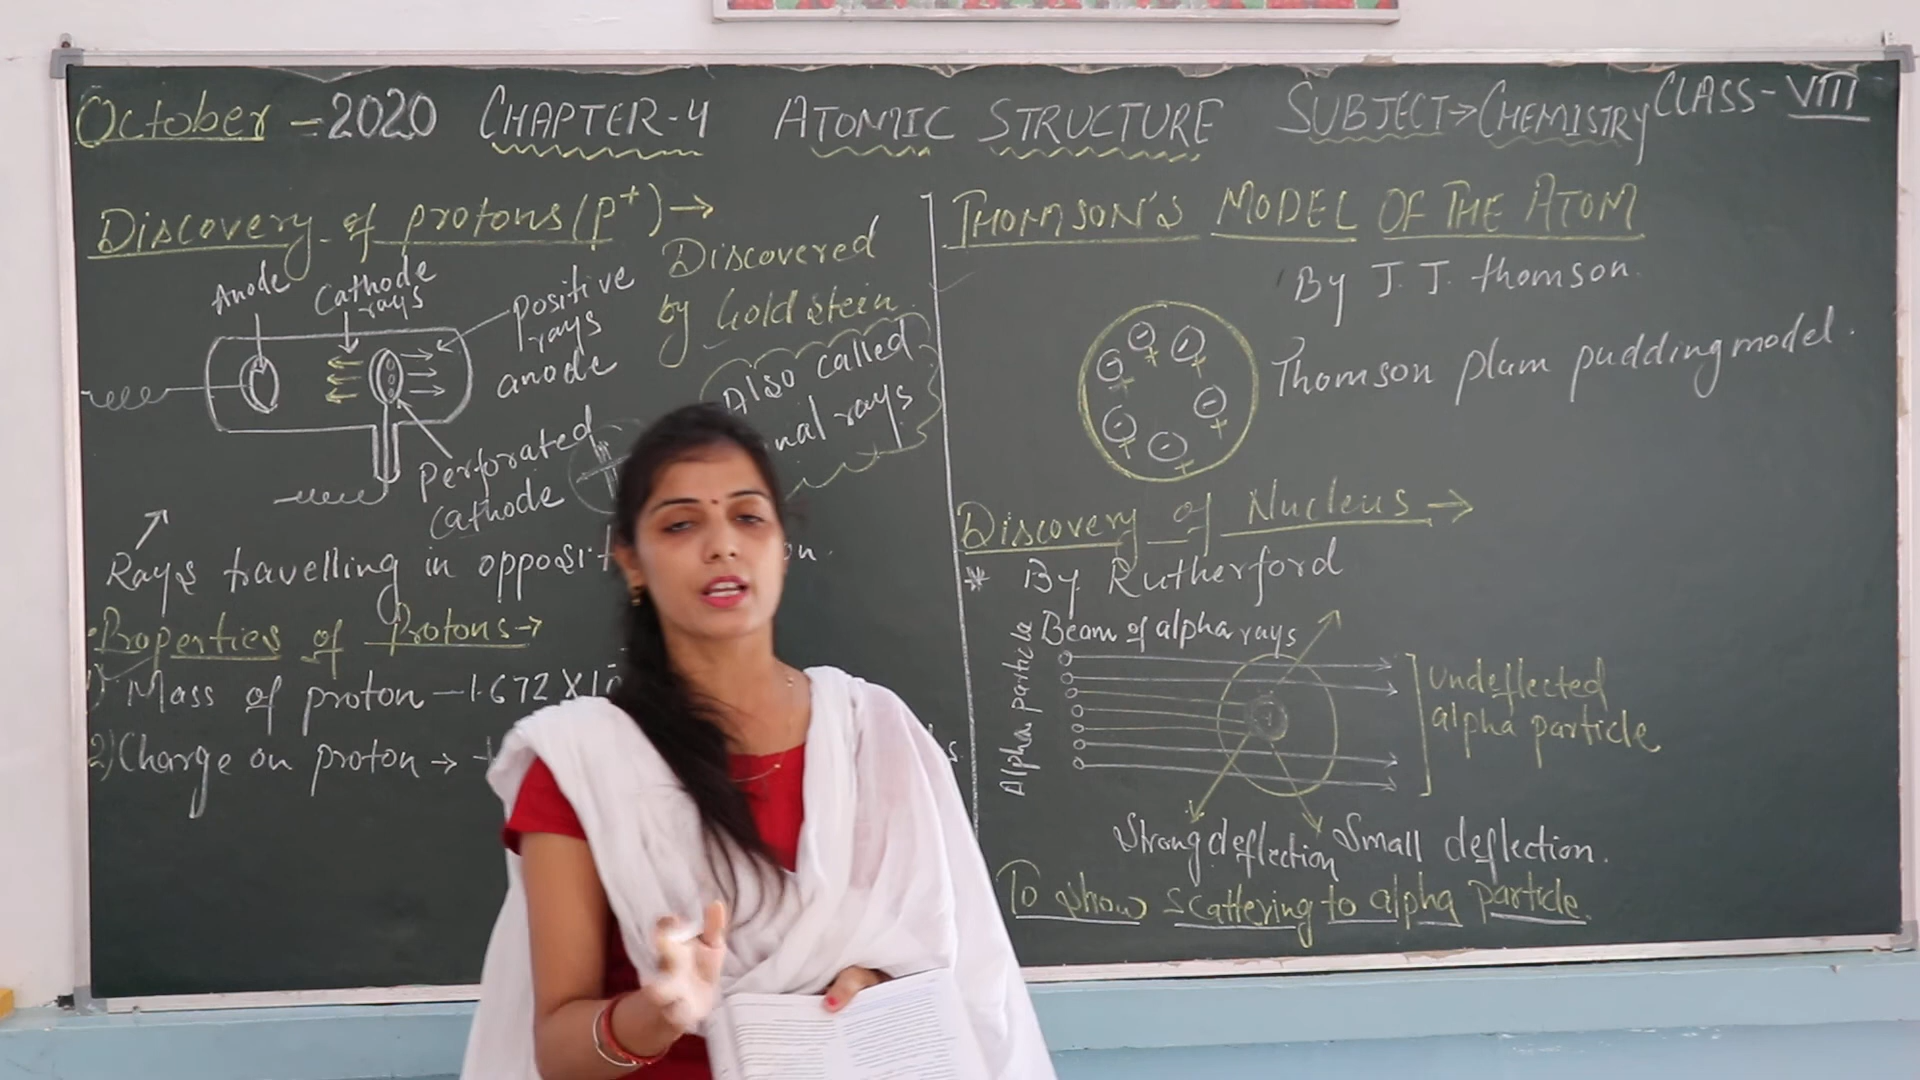 October - 2020 CHAPTER-4 ATOMIC STRUCTURE SUBJECT→CHEMISTRY CLASS-VIII
Discovery of protons (p+)→
Discovered
by Goldstein
Anode
Cathode
rays
positive
rays
anode
Also called
rays
Perforated
Cathode
Rays travelling in
Properties of Protons→
1) Mass of proton - 1.672 X
2) Charge on proton →
THOMSON'S MODEL OF THE ATOM
By J. J. thomson.
Thomson plum pudding model.
Discovery of Nucleus→
* By Rutherford
Beam of alpha rays
Alpha particle
undeflected
alpha particle
Strong deflection Small deflection.
To show scattering to alpha particle.